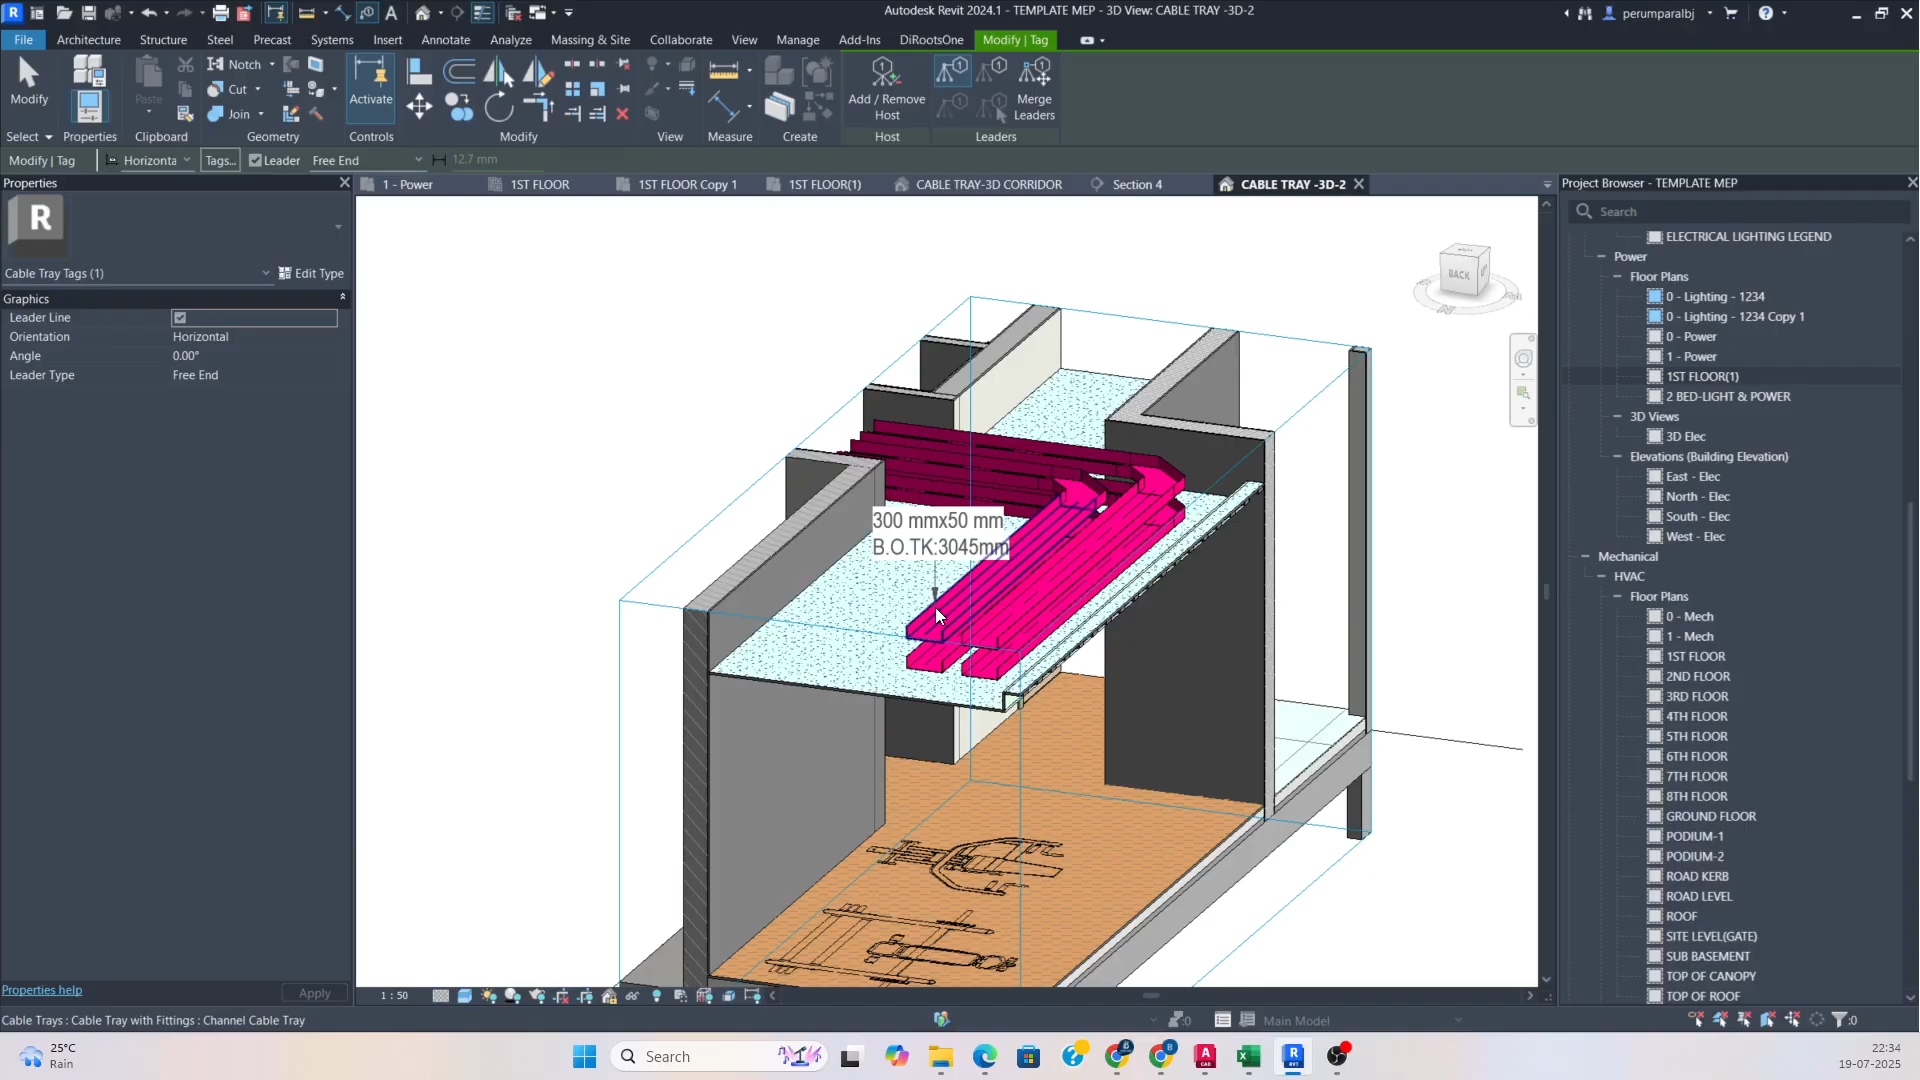 Autodesk Revit 2024.1 - TEMPLATE MEP - 3D View: CABLE TRAY -3D-2
perumparalbj
File Architecture Structure Steel Precast Systems Insert Annotate Analyze Massing & Site Collaborate View Manage Add-Ins DiRootsOne Modify | Tag
Modify
Paste
Notch
Cut
Join
Activate
Add / Remove
Host
Merge
Leaders
Select Properties Clipboard Geometry Controls Modify View Measure Create Host Leaders
Modify | Tag Horizonta Tags... Leader Free End 12.7 mm
Properties
1 - Power 1ST FLOOR 1ST FLOOR Copy 1 1ST FLOOR(1) CABLE TRAY-3D CORRIDOR Section 4 CABLE TRAY -3D-2
R
Cable Tray Tags (1) Edit Type
Graphics
Leader Line
Orientation Horizontal
Angle 0.00°
Leader Type Free End
Properties help Apply
BACK
300 mmx50 mm
B.O.TK:3045mm
1 : 50
Project Browser - TEMPLATE MEP
Search
ELECTRICAL LIGHTING LEGEND
Power
Floor Plans
0 - Lighting - 1234
0 - Lighting - 1234 Copy 1
0 - Power
1 - Power
1ST FLOOR(1)
2 BED-LIGHT & POWER
3D Views
3D Elec
Elevations (Building Elevation)
East - Elec
North - Elec
South - Elec
West - Elec
Mechanical
HVAC
Floor Plans
0 - Mech
1 - Mech
1ST FLOOR
2ND FLOOR
3RD FLOOR
4TH FLOOR
5TH FLOOR
6TH FLOOR
7TH FLOOR
8TH FLOOR
GROUND FLOOR
PODIUM-1
PODIUM-2
ROAD KERB
ROAD LEVEL
ROOF
SITE LEVEL(GATE)
SUB BASEMENT
TOP OF CANOPY
TOP OF ROOF
Cable Trays : Cable Tray with Fittings : Channel Cable Tray
:0
Main Model
:0
25°C
Rain
Search
22:34
19-07-2025